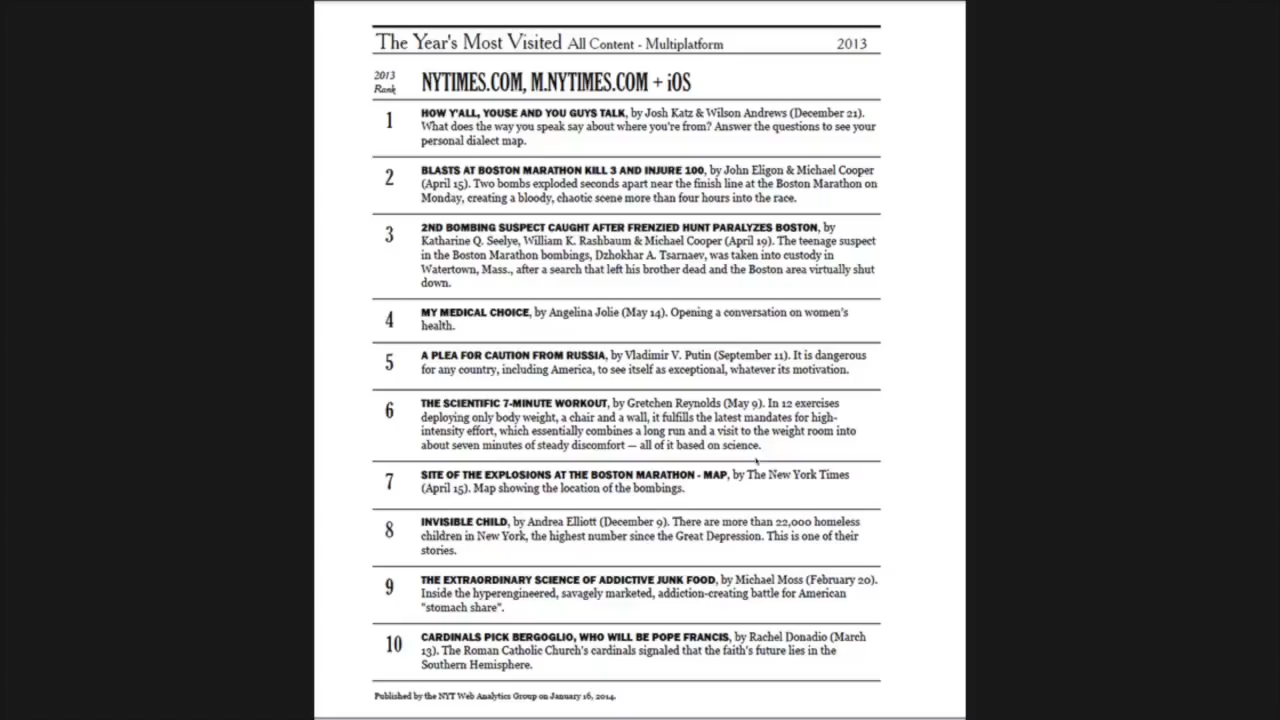 The Year's Most Visited All Content - Multiplatform 2013
2013
Rank
NYTIMES.COM, M.NYTIMES.COM + iOS
1
HOW Y'ALL, YOUSE AND YOU GUYS TALK, by Josh Katz & Wilson Andrews (December 21).
What does the way you speak say about where you're from? Answer the questions to see your
personal dialect map.
2
BLASTS AT BOSTON MARATHON KILL 3 AND INJURE 100, by John Eligon & Michael Cooper
(April 15). Two bombs exploded seconds apart near the finish line at the Boston Marathon on
Monday, creating a bloody, chaotic scene more than four hours into the race.
3
2ND BOMBING SUSPECT CAUGHT AFTER FRENZIED HUNT PARALYZES BOSTON, by
Katharine Q. Seelye, William K. Rashbaum & Michael Cooper (April 19). The teenage suspect
in the Boston Marathon bombings, Dzhokhar A. Tsarnaev, was taken into custody in
Watertown, Mass., after a search that left his brother dead and the Boston area virtually shut
down.
4
MY MEDICAL CHOICE, by Angelina Jolie (May 14). Opening a conversation on women's
health.
5
A PLEA FOR CAUTION FROM RUSSIA, by Vladimir V. Putin (September 11). It is dangerous
for any country, including America, to see itself as exceptional, whatever its motivation.
6
THE SCIENTIFIC 7-MINUTE WORKOUT, by Gretchen Reynolds (May 9). In 12 exercises
deploying only body weight, a chair and a wall, it fulfills the latest mandates for high-
intensity effort, which essentially combines a long run and a visit to the weight room into
about seven minutes of steady discomfort — all of it based on science.
7
SITE OF THE EXPLOSIONS AT THE BOSTON MARATHON - MAP, by The New York Times
(April 15). Map showing the location of the bombings.
8
INVISIBLE CHILD, by Andrea Elliott (December 9). There are more than 22,000 homeless
children in New York, the highest number since the Great Depression. This is one of their
stories.
9
THE EXTRAORDINARY SCIENCE OF ADDICTIVE JUNK FOOD, by Michael Moss (February 20).
Inside the hyperengineered, savagely marketed, addiction-creating battle for American
"stomach share".
10
CARDINALS PICK BERGOGLIO, WHO WILL BE POPE FRANCIS, by Rachel Donadio (March
13). The Roman Catholic Church's cardinals signaled that the faith's future lies in the
Southern Hemisphere.
Published by the NYT Web Analytics Group on January 16, 2014.